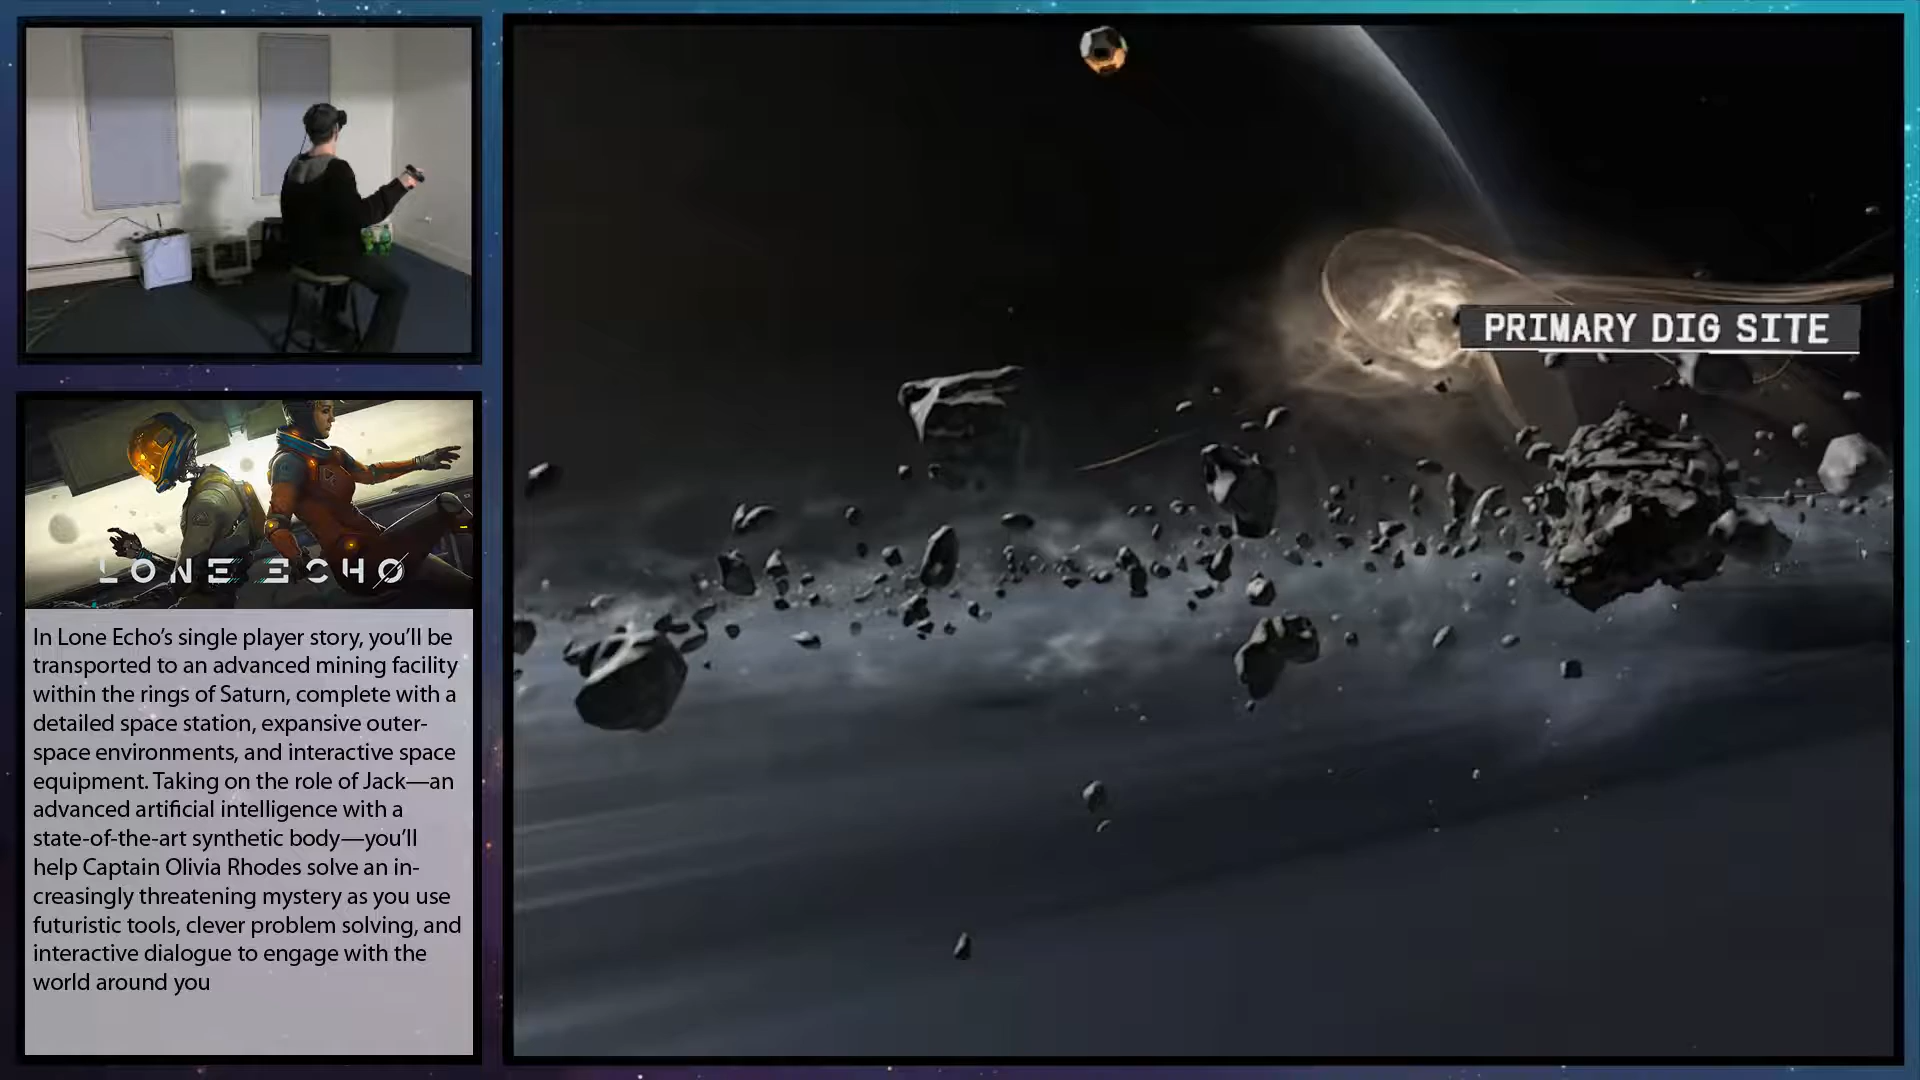 PRIMARY DIG SITE
LONE ECHO
In Lone Echo’s single player story, you’ll be
transported to an advanced mining facility
within the rings of Saturn, complete with a
detailed space station, expansive outer-
space environments, and interactive space
equipment. Taking on the role of Jack—an
advanced artificial intelligence with a
state-of-the-art synthetic body—you’ll
help Captain Olivia Rhodes solve an in-
creasingly threatening mystery as you use
futuristic tools, clever problem solving, and
interactive dialogue to engage with the
world around you